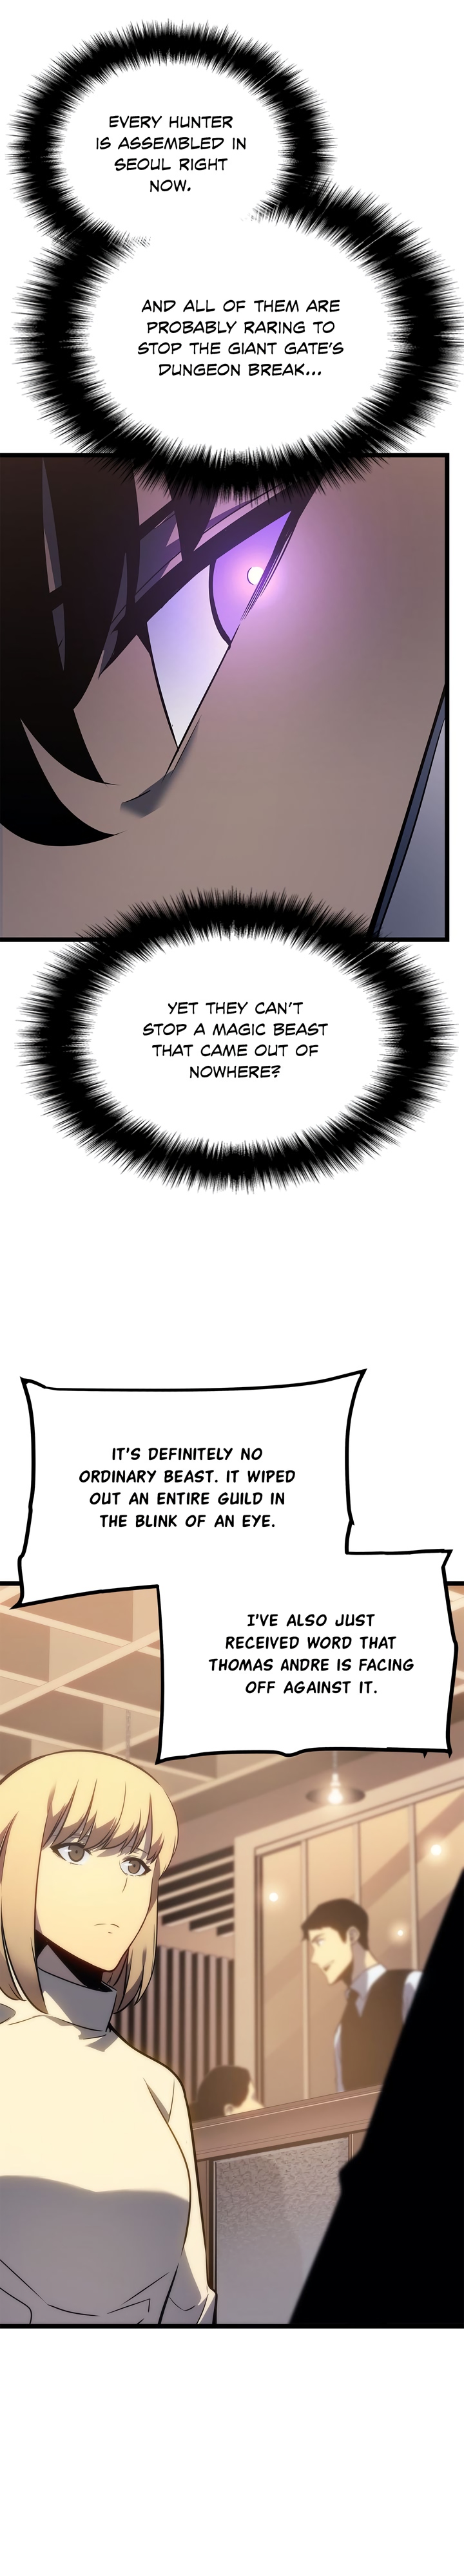 EVERY HUNTER
IS ASSEMBLED IN
SEOUL RIGHT
NOW.
AND ALL OF THEM ARE
PROBABLY RARING TO
STOP THE GIANT GATE'S
DUNGEON BREAK...
YET THEY CAN'T
STOP A MAGIC BEAST
THAT CAME OUT OF
NOWHERE?
IT'S DEFINITELY NO
ORDINARY BEAST. IT WIPED
OUT AN ENTIRE GUILD IN
THE BLINK OF AN EYE.
I'VE ALSO JUST
RECEIVED WORD THAT
THOMAS ANDRE IS FACING
OFF AGAINST IT.